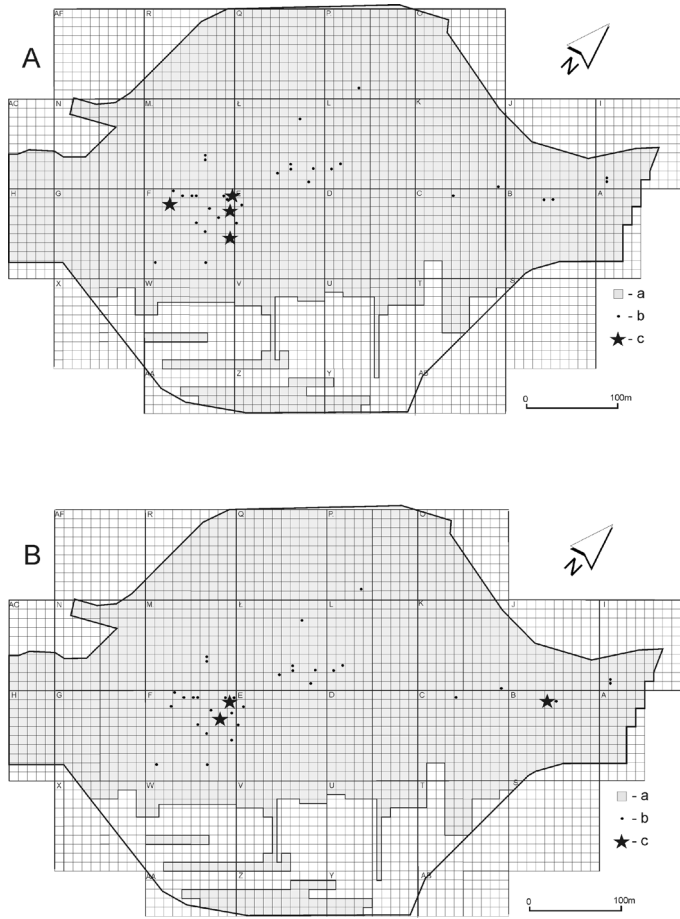 A
AF R Q P O
N
AC N M Ł L K J I
H G F E D C B A
X W V U T S
AA Z Y AB
- a
- b
- c
0 100m
B
AF R Q P O
N
AC N M Ł L K J I
H G F E D C B A
X W V U T S
AA Z Y AB
- a
- b
- c
0 100m